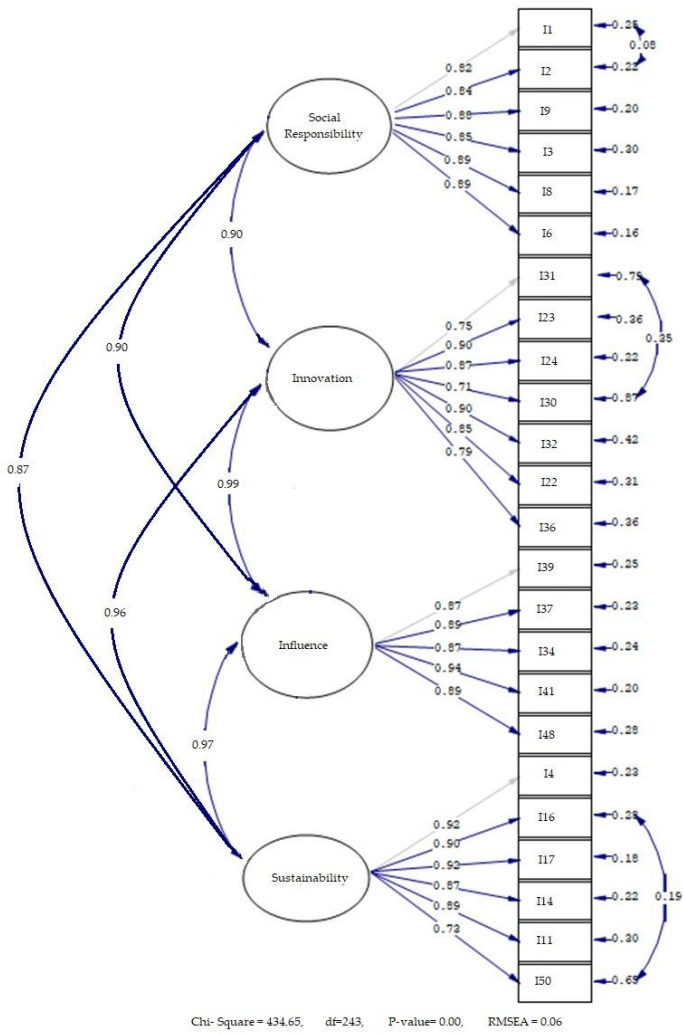 I1
0.25
0.08
0.82
I2
0.22
0.84
Social
Responsibility
0.88
I9
0.20
0.85
I3
0.30
0.89
I8
0.17
0.89
I6
0.16
0.90
I31
0.79
0.75
I23
0.36
0.35
0.90
0.90
I24
0.22
0.87
Innovation
0.71
I30
0.87
0.90
0.85
I32
0.42
0.79
0.87
0.99
I22
0.31
I36
0.36
I39
0.25
0.87
0.96
I37
0.23
0.89
Influence
0.87
I34
0.24
0.94
I41
0.20
0.89
I48
0.28
0.97
I4
0.23
0.92
I16
0.28
0.90
I17
0.18
0.92
Sustainability
0.87
I14
0.22
0.19
0.89
0.73
I11
0.30
I50
0.65
Chi- Square = 434.65, df=243, P-value= 0.00, RMSEA = 0.06